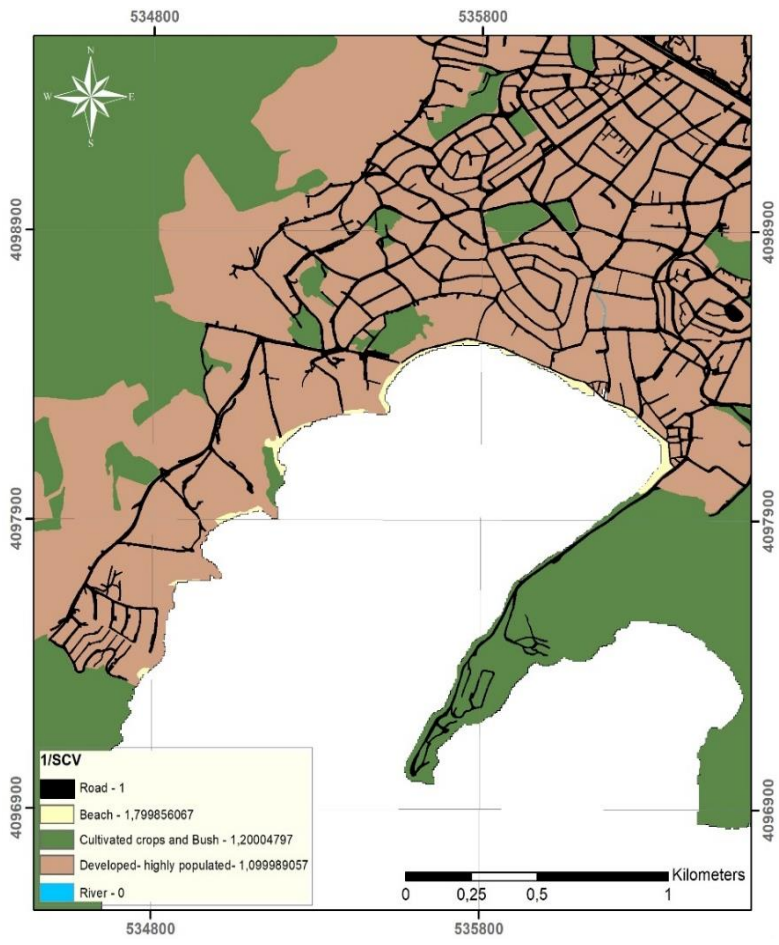 534800 535800
N
W E
S
4098900 4098900
4097900 4097900
4096900 4096900
1/SCV
Road - 1
Beach - 1,799856067
Cultivated crops and Bush - 1,20004797
Developed- highly populated- 1,099989057
River - 0
Kilometers
0 0,25 0,5 1
534800 535800